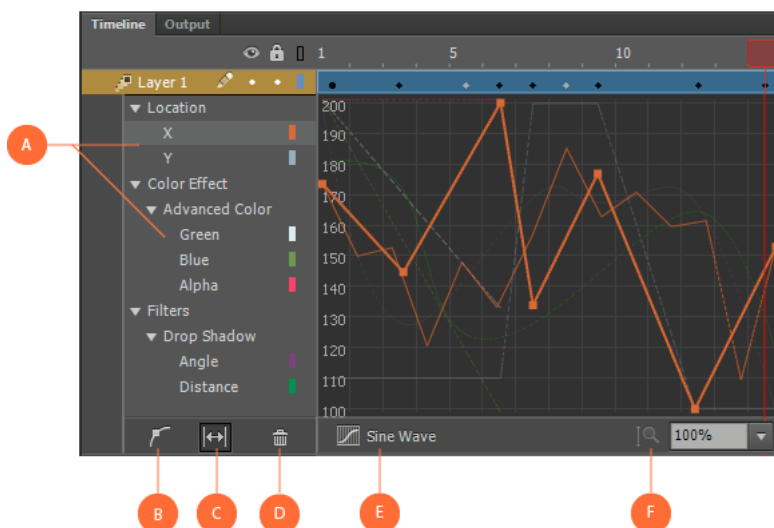 Timeline Output
1 5 10
Layer 1
Location
X
Y
Color Effect
Advanced Color
Green
Blue
Alpha
Filters
Drop Shadow
Angle
Distance
200
190
180
170
160
150
140
130
120
110
100
Sine Wave 100%
A
B C D E F